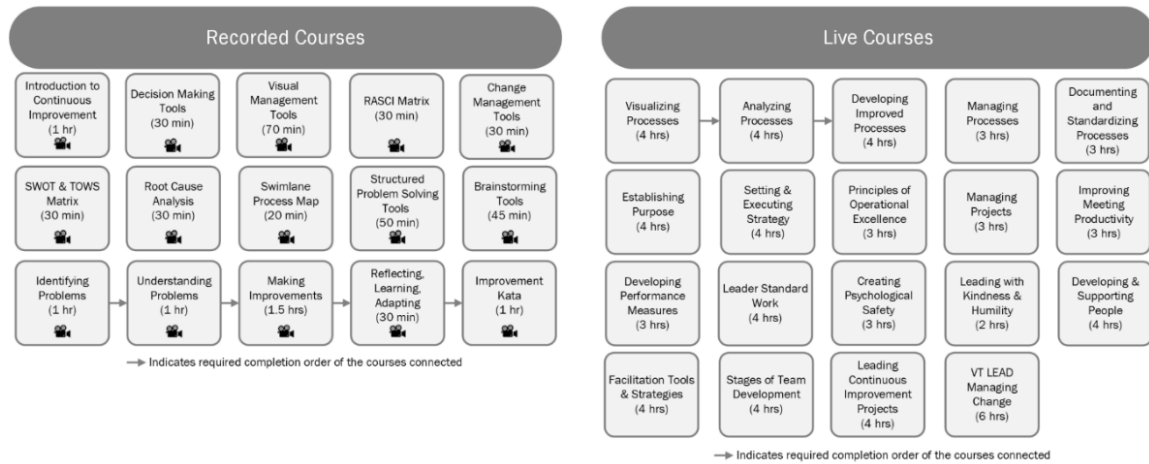 Recorded Courses
Introduction to
Continuous
Improvement
(1 hr)
Decision Making
Tools
(30 min)
Visual
Management
Tools
(70 min)
RASCI Matrix
(30 min)
Change
Management
Tools
(30 min)
SWOT & TOWS
Matrix
(30 min)
Root Cause
Analysis
(30 min)
Swimlane
Process Map
(20 min)
Structured
Problem Solving
Tools
(50 min)
Brainstorming
Tools
(45 min)
Identifying
Problems
(1 hr)
Understanding
Problems
(1 hr)
Making
Improvements
(1.5 hrs)
Reflecting,
Learning,
Adapting
(30 min)
Improvement
Kata
(1 hr)
Indicates required completion order of the courses connected
Live Courses
Visualizing
Processes
(4 hrs)
Analyzing
Processes
(4 hrs)
Developing
Improved
Processes
(4 hrs)
Managing
Processes
(3 hrs)
Documenting
and
Standardizing
Processes
(3 hrs)
Establishing
Purpose
(4 hrs)
Setting &
Executing
Strategy
(4 hrs)
Principles of
Operational
Excellence
(3 hrs)
Managing
Projects
(3 hrs)
Improving
Meeting
Productivity
(3 hrs)
Developing
Performance
Measures
(3 hrs)
Leader Standard
Work
(4 hrs)
Creating
Psychological
Safety
(3 hrs)
Leading with
Kindness &
Humility
(2 hrs)
Developing &
Supporting
People
(4 hrs)
Facilitation Tools
& Strategies
(4 hrs)
Stages of Team
Development
(4 hrs)
Leading
Continuous
Improvement
Projects
(4 hrs)
VT LEAD
Managing
Change
(6 hrs)
Indicates required completion order of the courses connected